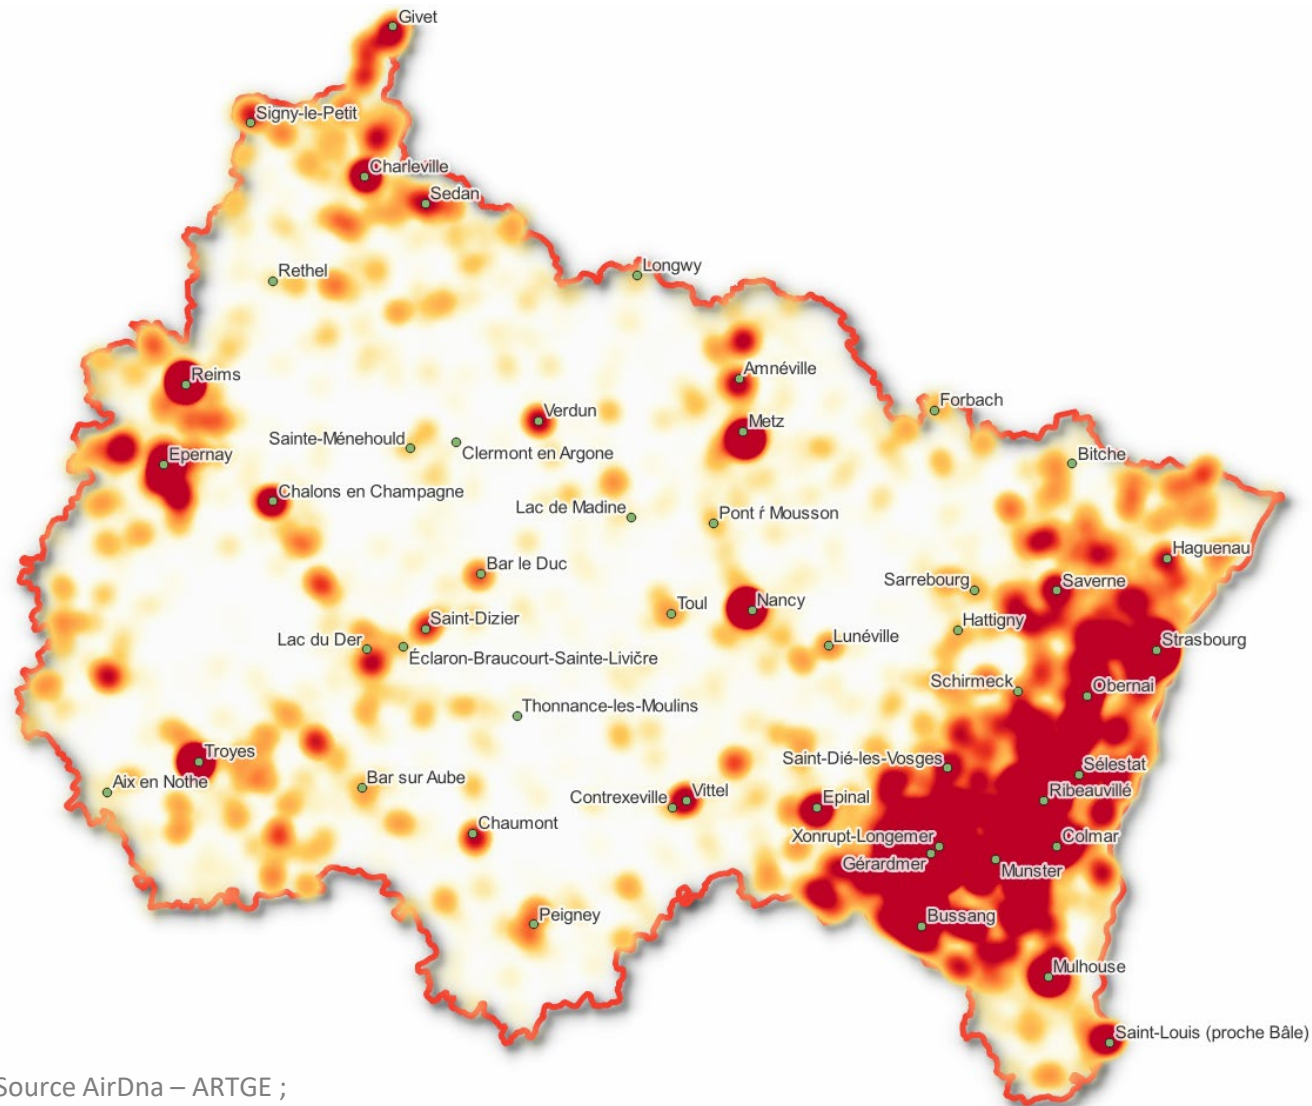 Givet
Signy-le-Petit
Charleville
Sedan
Rethel
Longwy
Reims
Amnéville
Forbach
Verdun
Metz
Sainte-Ménehould
Clermont en Argone
Epernay
Bitche
Chalons en Champagne
Lac de Madine
Pont ŕ Mousson
Haguenau
Bar le Duc
Sarrebourg
Saverne
Toul
Nancy
Saint-Dizier
Hattigny
Lunéville
Strasbourg
Lac du Der
Éclaron-Braucourt-Sainte-Livičre
Schirmeck
Obernai
Thonnance-les-Moulins
Troyes
Saint-Dié-les-Vosges
Sélestat
Aix en Nothe
Bar sur Aube
Contrexeville
Vittel
Epinal
Ribeauvillé
Chaumont
Xonrupt-Longemer
Colmar
Gérardmer
Munster
Peigney
Bussang
Mulhouse
Saint-Louis (proche Bâle)
Source AirDna – ARTGE ;